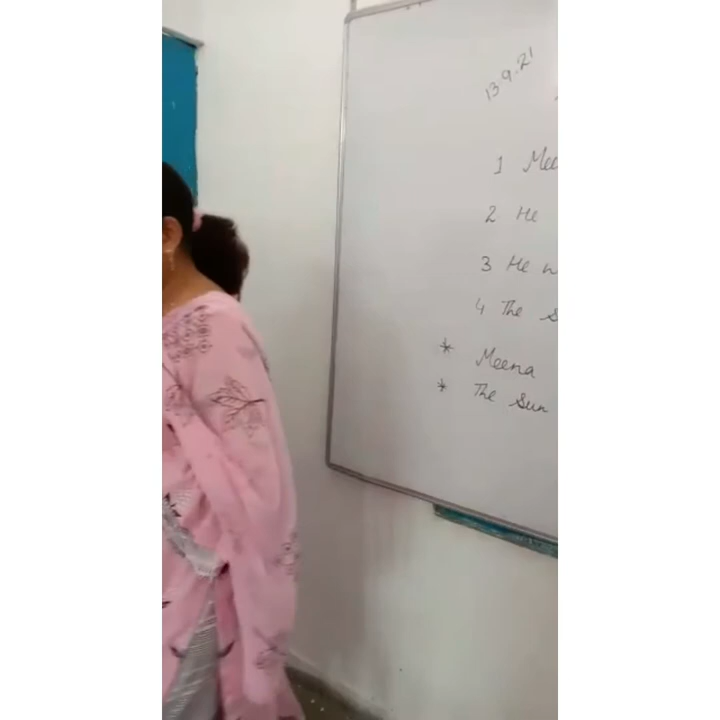 13.9.21
1 Mee
2 He
3 He w
4 The s
* Meena
* The Sun